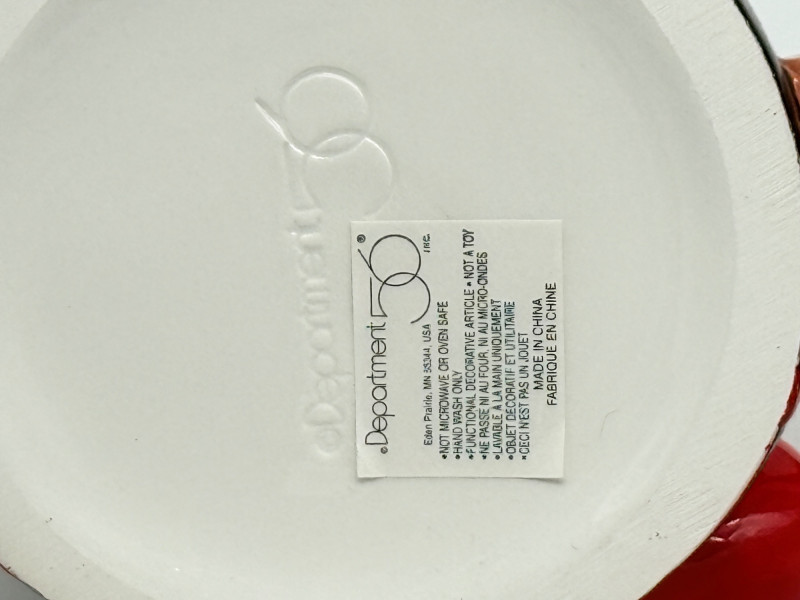 ©Department 56
©Department 56® INC.
Eden Prairie, MN 55344, USA
•NOT MICROWAVE OR OVEN SAFE
•HAND WASH ONLY
•FUNCTIONAL DECORATIVE ARTICLE • NOT A TOY
•NE PASSE NI AU FOUR, NI AU MICRO-ONDES
•LAVABLE À LA MAIN UNIQUEMENT
•OBJET DECORATIF ET UTILITAIRE
•CECI N'EST PAS UN JOUET
MADE IN CHINA
FABRIQUE EN CHINE